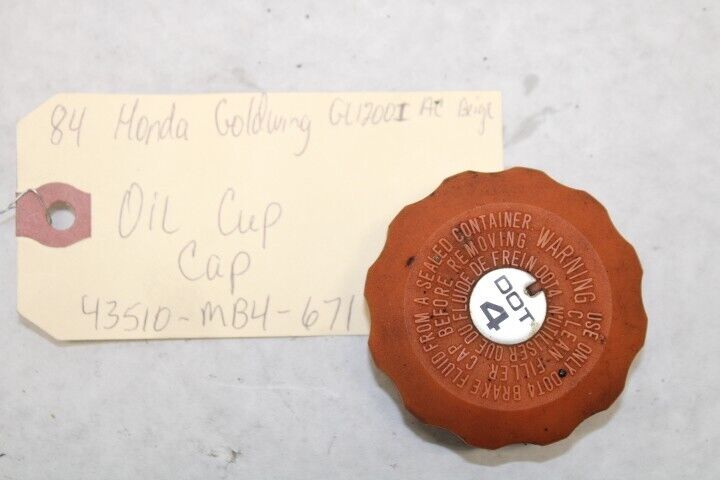 84 Honda Goldwing GL1200I AC Beige
OIL Cup
Cap
43510-MB4-671
WARNING USE ONLY DOT4 BRAKE FLUID FROM A SEALED CONTAINER
CLEAN FILLER CAP BEFORE REMOVING
N'UTILISER QUE DU FLUIDE DE FREIN DOT4
DOT
4